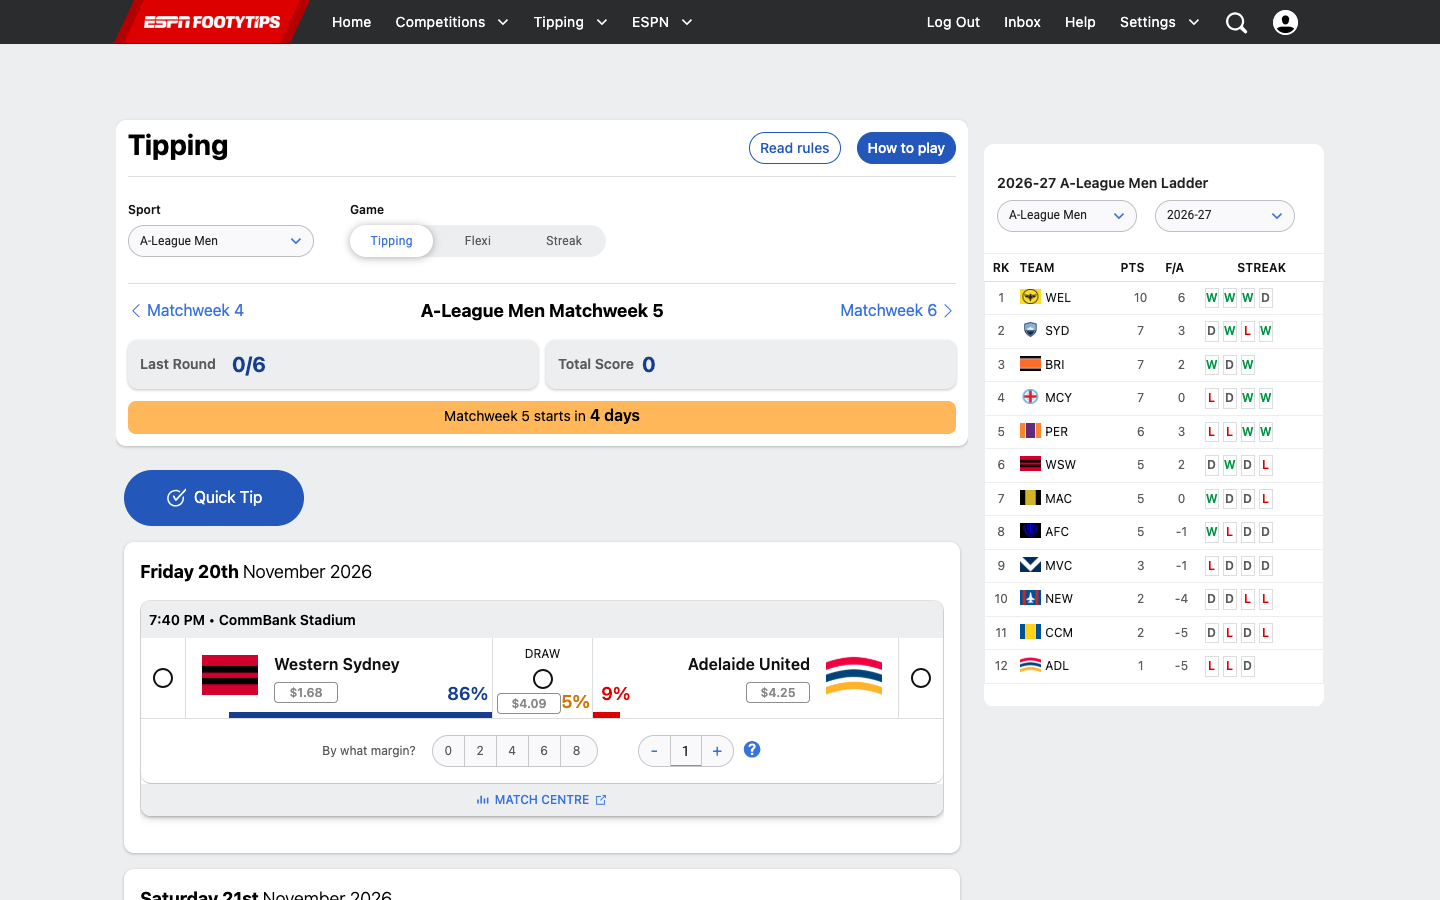 ESPN FOOTYTIPS Home Competitions Tipping ESPN Log Out Inbox Help Settings
Tipping Read rules How to play
Sport Game
A-League Men Tipping Flexi Streak
Matchweek 4 A-League Men Matchweek 5 Matchweek 6
Last Round 0/6 Total Score 0
Matchweek 5 starts in 4 days
Quick Tip
Friday 20th November 2026
7:40 PM • CommBank Stadium
Western Sydney DRAW Adelaide United
$1.68 86% $4.09 5% 9% $4.25
By what margin? 0 2 4 6 8 - 1 + ?
MATCH CENTRE
Saturday 21st November 2026
2026-27 A-League Men Ladder
A-League Men 2026-27
RK TEAM PTS F/A STREAK
1 WEL 10 6 W W W D
2 SYD 7 3 D W L W
3 BRI 7 2 W D W
4 MCY 7 0 L D W W
5 PER 6 3 L L W W
6 WSW 5 2 D W D L
7 MAC 5 0 W D D L
8 AFC 5 -1 W L D D
9 MVC 3 -1 L D D D
10 NEW 2 -4 D D L L
11 CCM 2 -5 D L D L
12 ADL 1 -5 L L D